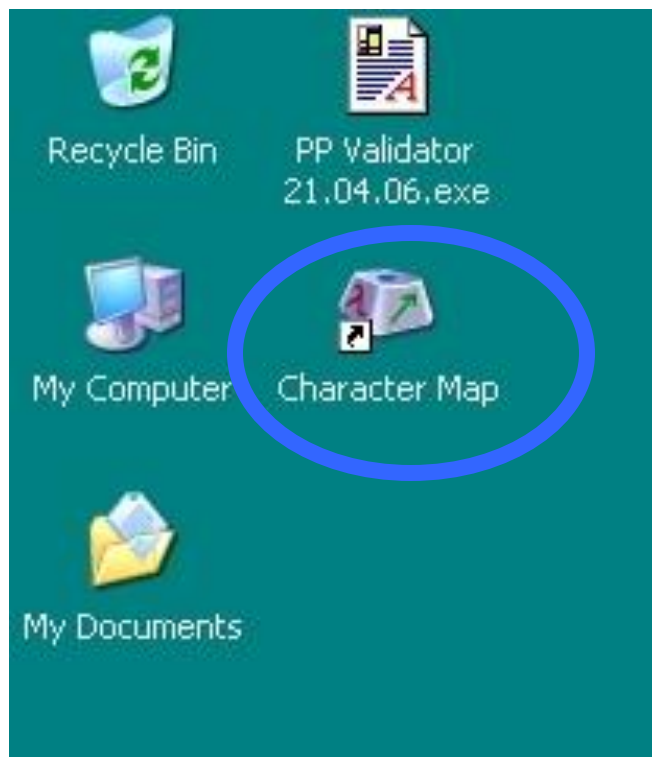 Recycle Bin
PP Validator
21.04.06.exe
My Computer
Character Map
My Documents